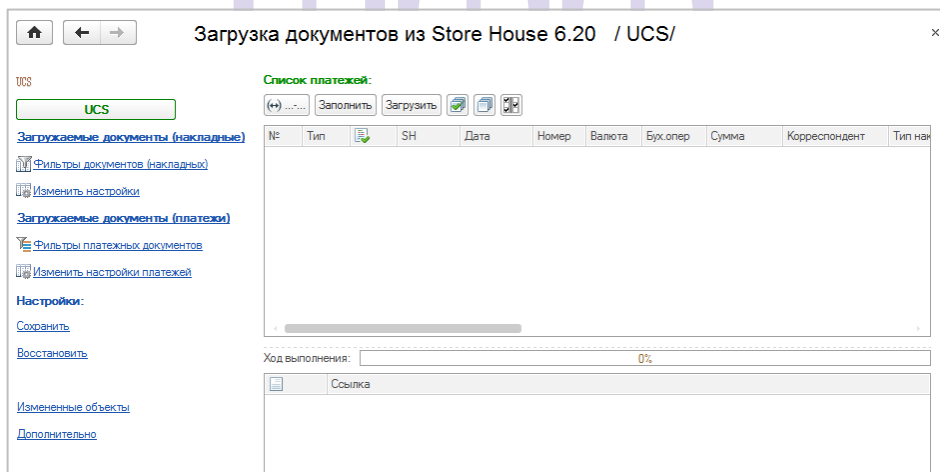 Загрузка документов из Store House 6.20 / UCS/
UCS
UCS
Загружаемые документы (накладные)
Фильтры документов (накладных)
Изменить настройки
Загружаемые документы (платежи)
Фильтры платежных документов
Изменить настройки платежей
Настройки:
Сохранить
Восстановить
Измененные объекты
Дополнительно
Список платежей:
...-... Заполнить Загрузить
№ Тип SH Дата Номер Валюта Бух.опер Сумма Корреспондент Тип нак
Ход выполнения: 0%
Ссылка